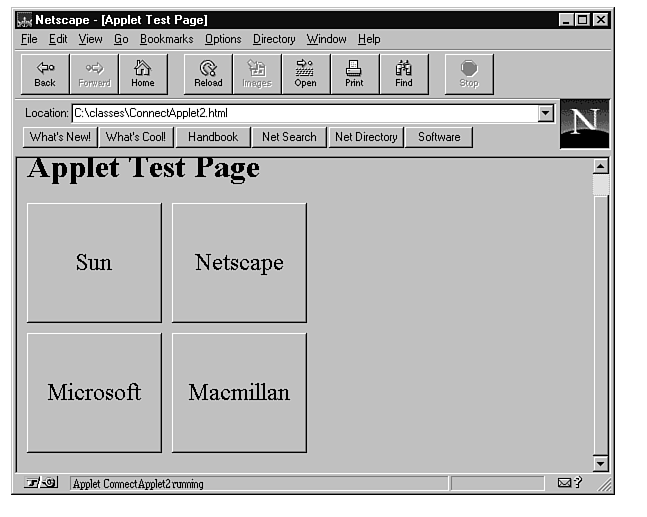 Netscape - [Applet Test Page]
File Edit View Go Bookmarks Options Directory Window Help
Back Forward Home Reload Images Open Print Find Stop
Location: C:\classes\ConnectApplet2.html
N
What's New! What's Cool! Handbook Net Search Net Directory Software
Applet Test Page
Sun Netscape
Microsoft Macmillan
Applet ConnectApplet2 running
?